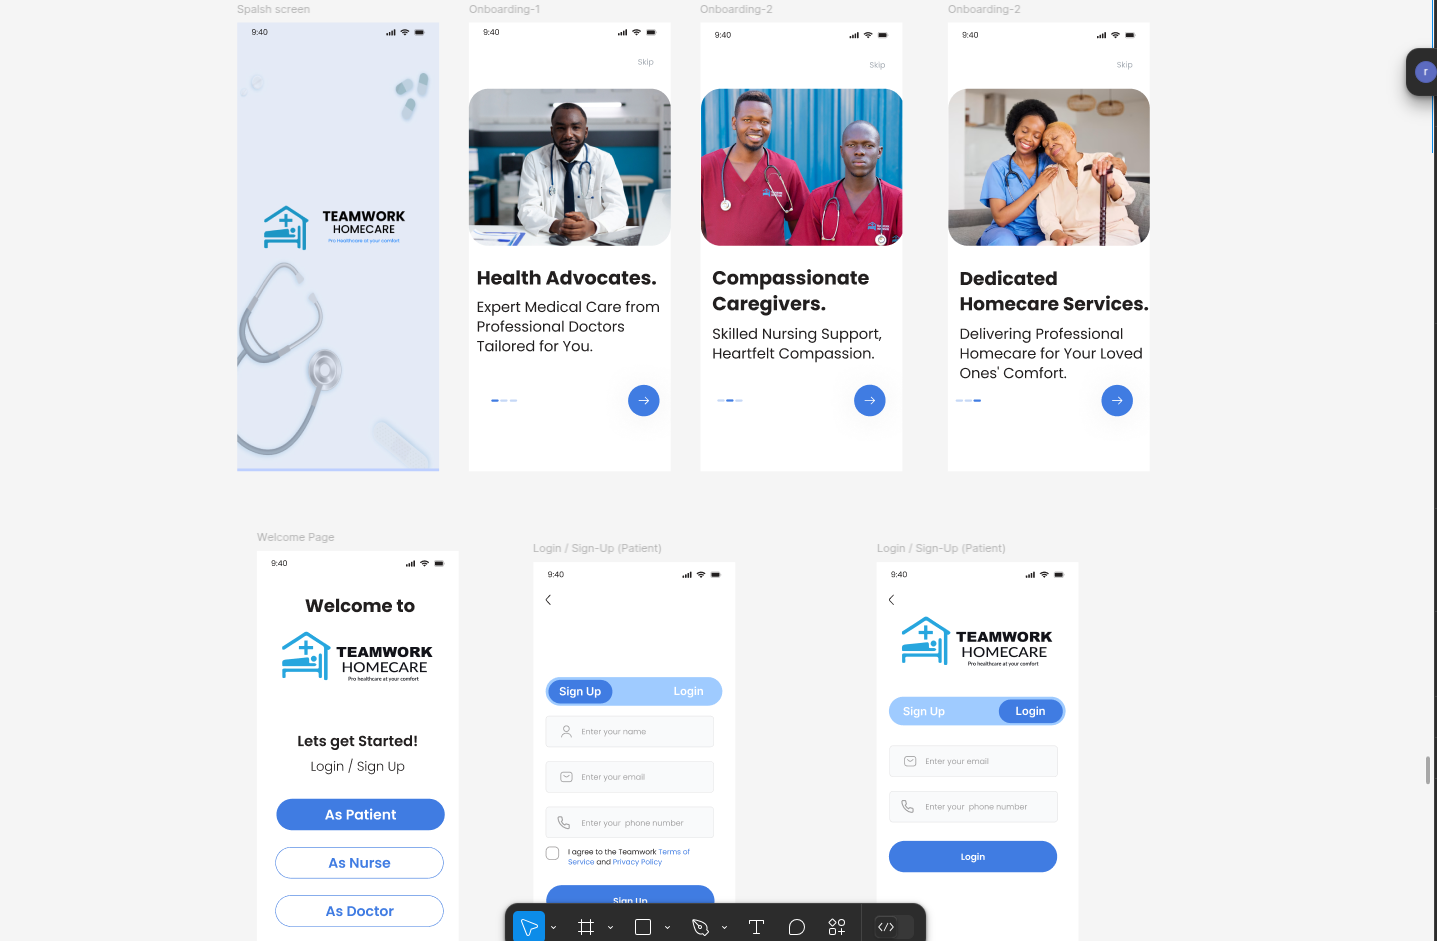 Spalsh screen
Onboarding-1
Onboarding-2
Onboarding-2
9:40
9:40
9:40
9:40
Skip
Skip
Skip
r
TEAMWORK
HOMECARE
Pro Healthcare at your comfort
Health Advocates.
Expert Medical Care from
Professional Doctors
Tailored for You.
Compassionate
Caregivers.
Skilled Nursing Support,
Heartfelt Compassion.
Dedicated
Homecare Services.
Delivering Professional
Homecare for Your Loved
Ones' Comfort.
Welcome Page
Login / Sign-Up (Patient)
Login / Sign-Up (Patient)
9:40
Welcome to
TEAMWORK
HOMECARE
Pro healthcare at your comfort
Lets get Started!
Login / Sign Up
As Patient
As Nurse
As Doctor
9:40
Sign Up
Login
Enter your name
Enter your email
Enter your phone number
I agree to the Teamwork Terms of
Service and Privacy Policy
Sign Up
9:40
TEAMWORK
HOMECARE
Pro healthcare at your comfort
Sign Up
Login
Enter your email
Enter your phone number
Login